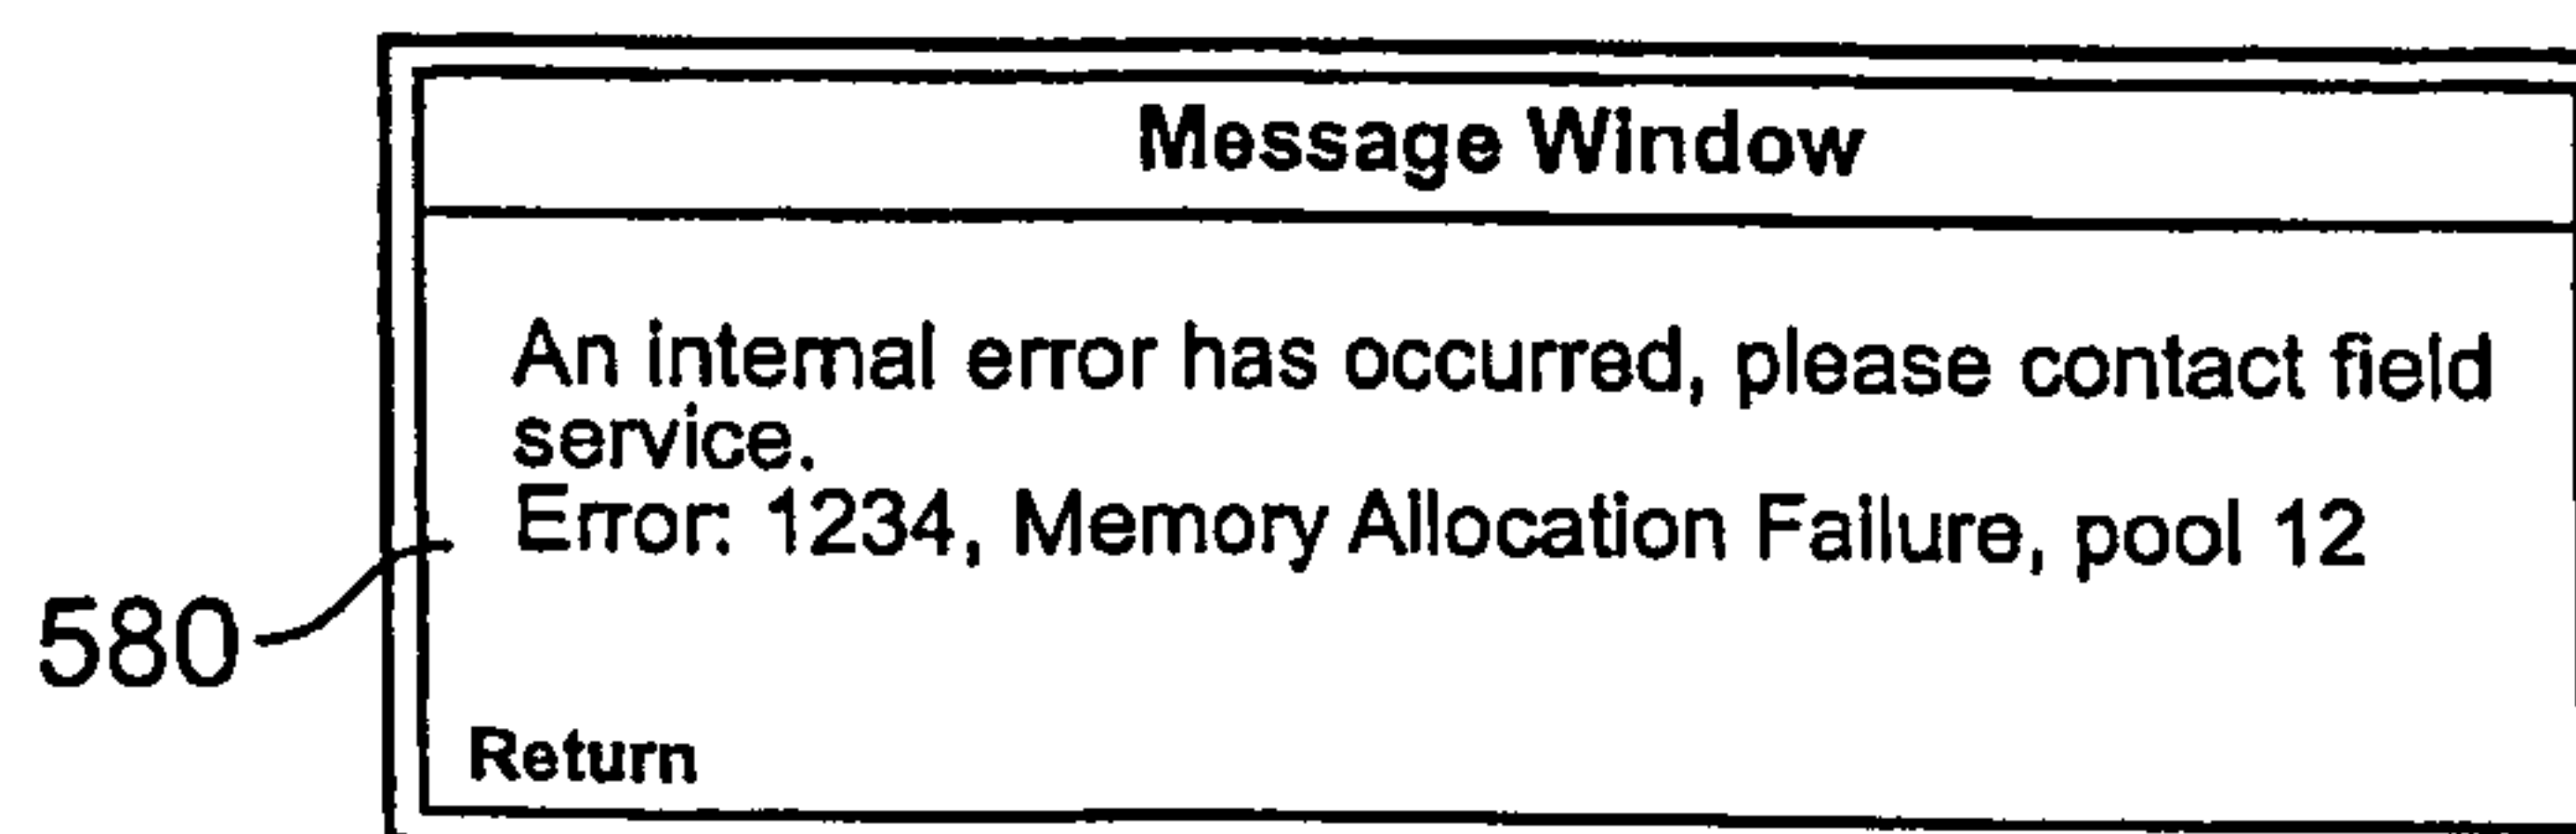 Message Window
An internal error has occurred, please contact field
service.
Error: 1234, Memory Allocation Failure, pool 12
580
Return